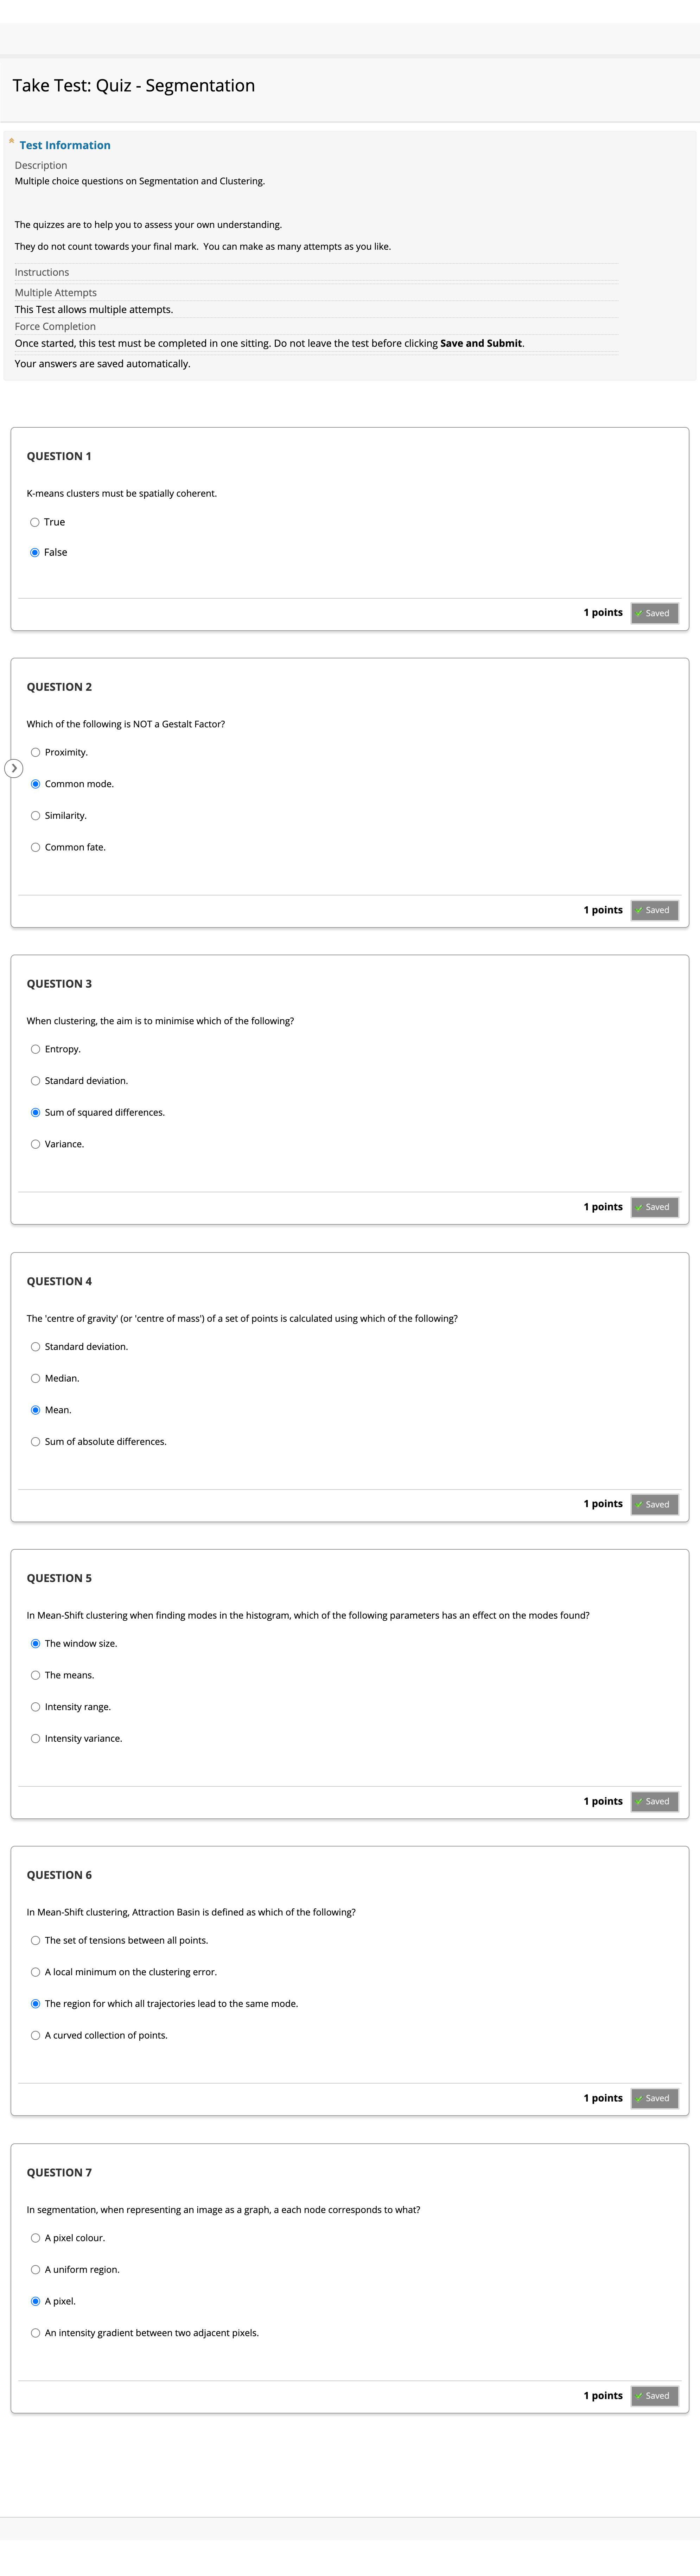 Take Test: Quiz - Segmentation
Test Information
Description
Multiple choice questions on Segmentation and Clustering.
The quizzes are to help you to assess your own understanding.
They do not count towards your final mark.  You can make as many attempts as you like.
Instructions
Multiple Attempts
This Test allows multiple attempts.
Force Completion
Once started, this test must be completed in one sitting. Do not leave the test before clicking Save and Submit.
Your answers are saved automatically.
QUESTION 1
K-means clusters must be spatially coherent.
True
False
1 points Saved
QUESTION 2
Which of the following is NOT a Gestalt Factor?
Proximity.
Common mode.
Similarity.
Common fate.
1 points Saved
QUESTION 3
When clustering, the aim is to minimise which of the following?
Entropy.
Standard deviation.
Sum of squared differences.
Variance.
1 points Saved
QUESTION 4
The 'centre of gravity' (or 'centre of mass') of a set of points is calculated using which of the following?
Standard deviation.
Median.
Mean.
Sum of absolute differences.
1 points Saved
QUESTION 5
In Mean-Shift clustering when finding modes in the histogram, which of the following parameters has an effect on the modes found?
The window size.
The means.
Intensity range.
Intensity variance.
1 points Saved
QUESTION 6
In Mean-Shift clustering, Attraction Basin is defined as which of the following?
The set of tensions between all points.
A local minimum on the clustering error.
The region for which all trajectories lead to the same mode.
A curved collection of points.
1 points Saved
QUESTION 7
In segmentation, when representing an image as a graph, a each node corresponds to what?
A pixel colour.
A uniform region.
A pixel.
An intensity gradient between two adjacent pixels.
1 points Saved